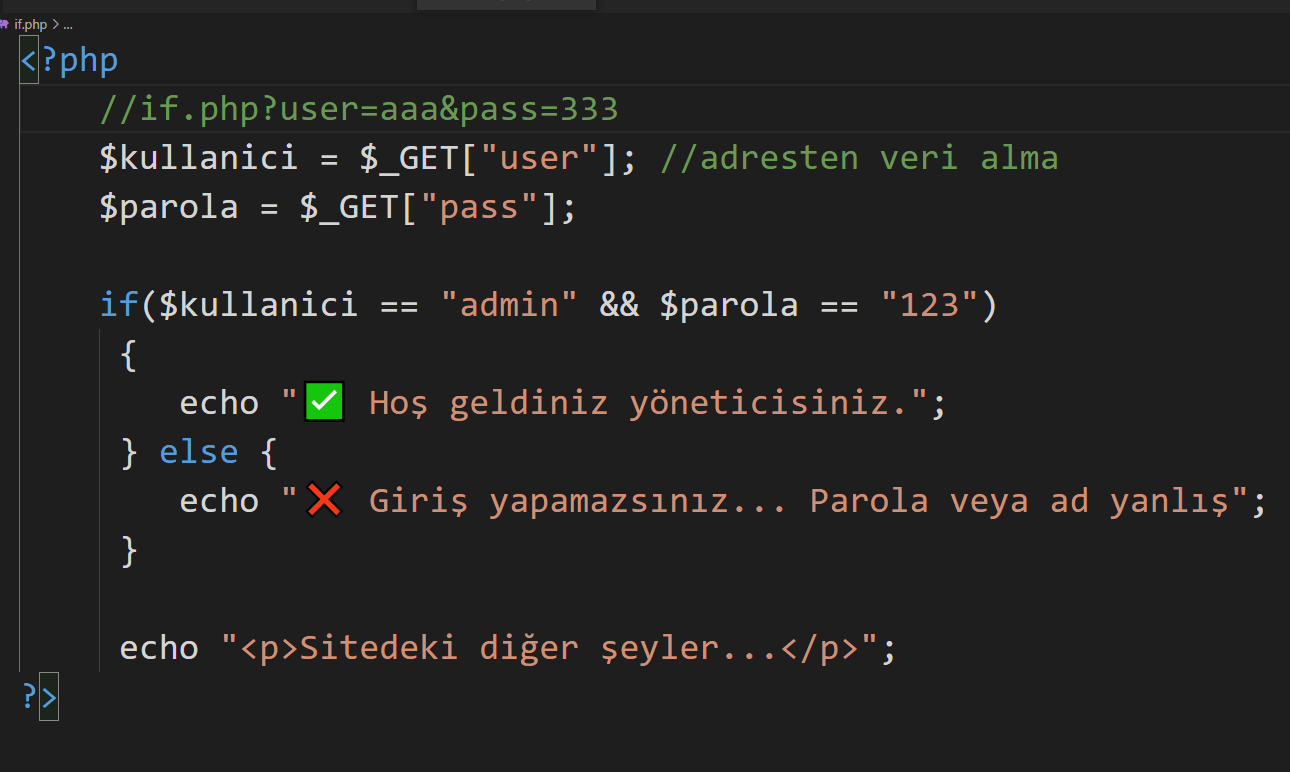 if.php > ...
<?php
//if.php?user=aaa&pass=333
$kullanici = $_GET["user"]; //adresten veri alma
$parola = $_GET["pass"];
if($kullanici == "admin" && $parola == "123")
{
echo "✅ Hoş geldiniz yöneticisiniz.";
} else {
echo "❌ Giriş yapamazsınız... Parola veya ad yanlış";
}
echo "<p>Sitedeki diğer şeyler...</p>";
?>